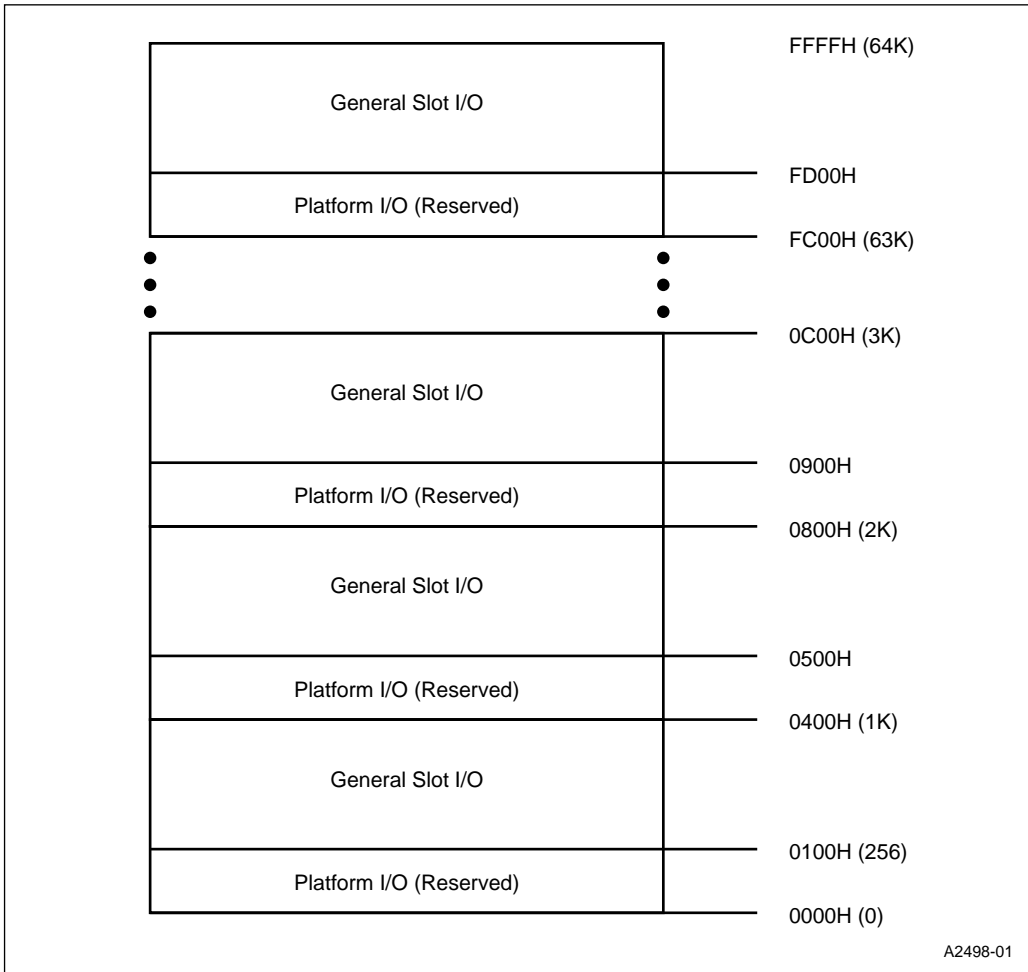 FFFFH (64K)
General Slot I/O
FD00H
Platform I/O (Reserved)
FC00H (63K)
0C00H (3K)
General Slot I/O
0900H
Platform I/O (Reserved)
0800H (2K)
General Slot I/O
0500H
Platform I/O (Reserved)
0400H (1K)
General Slot I/O
0100H (256)
Platform I/O (Reserved)
0000H (0)
A2498-01